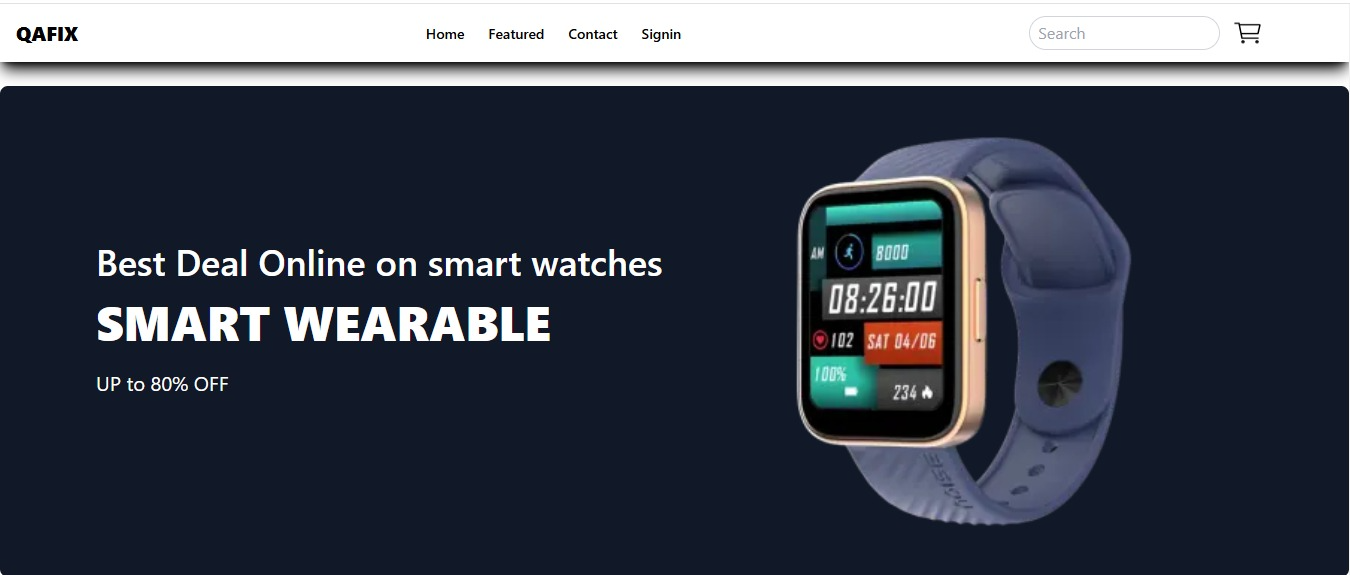 QAFIX
Home Featured Contact Signin
Search
Best Deal Online on smart watches
SMART WEARABLE
UP to 80% OFF
AM 8000
08:26:00
102 SAT 04/06
100%
234
noise